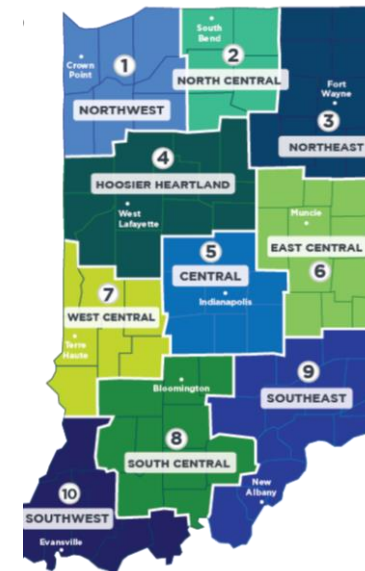 South
Bend
1
2
Crown
Point
NORTH CENTRAL
Fort
Wayne
NORTHWEST
3
NORTHEAST
4
HOOSIER HEARTLAND
West
Lafayette
Muncie
EAST CENTRAL
5
CENTRAL
6
7
Indianapolis
WEST CENTRAL
Terre
Haute
9
Bloomington
SOUTHEAST
8
SOUTH CENTRAL
New
Albany
10
SOUTHWEST
Evansville